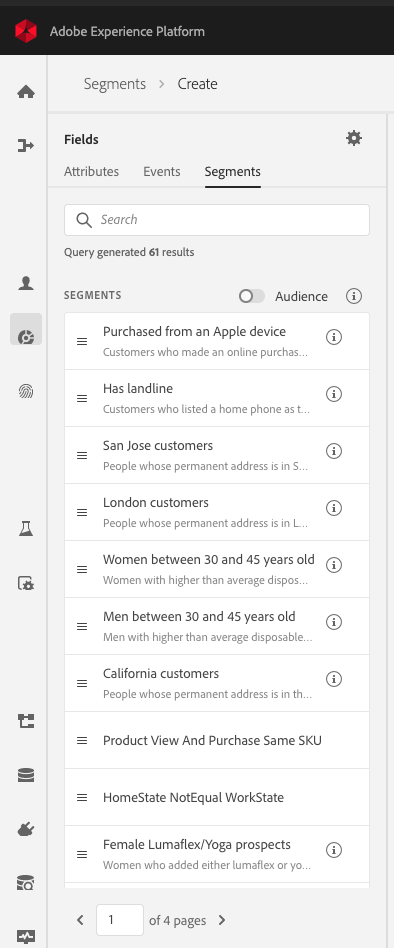 Adobe Experience Platform
Segments > Create
Fields
Attributes Events Segments
Search
Query generated 61 results
SEGMENTS Audience
Purchased from an Apple device
Customers who made an online purchas...
Has landline
Customers who listed a home phone as t...
San Jose customers
People whose permanent address is in S...
London customers
People whose permanent address is in L...
Women between 30 and 45 years old
Women with higher than average dispos...
Men between 30 and 45 years old
Men with higher than average disposable...
California customers
People whose permanent address is in th...
Product View And Purchase Same SKU
HomeState NotEqual WorkState
Female Lumaflex/Yoga prospects
Women who added either lumaflex or yo...
1 of 4 pages